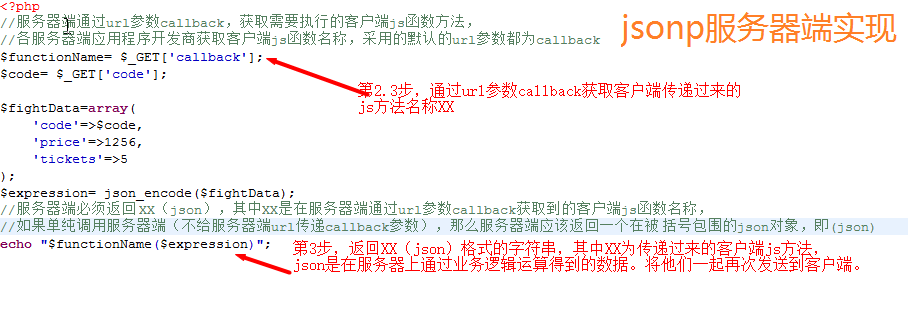 <?php
//服务器端通过url参数callback，获取需要执行的客户端js函数方法，
//各服务器端应用程序开发商获取客户端js函数名称，采用的默认的url参数都为callback
jsonp服务器端实现
$functionName= $_GET['callback'];
$code= $_GET['code'];
第2.3步，通过url参数callback获取客户端传递过来的
js方法名称XX
$fightData=array(
'code'=>$code,
'price'=>1256,
'tickets'=>5
);
$expression= json_encode($fightData);
//服务器端必须返回XX（json），其中XX是在服务器端通过url参数callback获取到的客户端js函数名称，
//如果单纯调用服务器端（不给服务器端url传递callback参数），那么服务器端应该返回一个在被括号包围的json对象，即(json)
echo "$functionName($expression)";
第3步，返回XX（json）格式的字符串，其中XX为传递过来的客户端js方法，
json是在服务器上通过业务逻辑运算得到的数据。将他们一起再次发送到客户端。